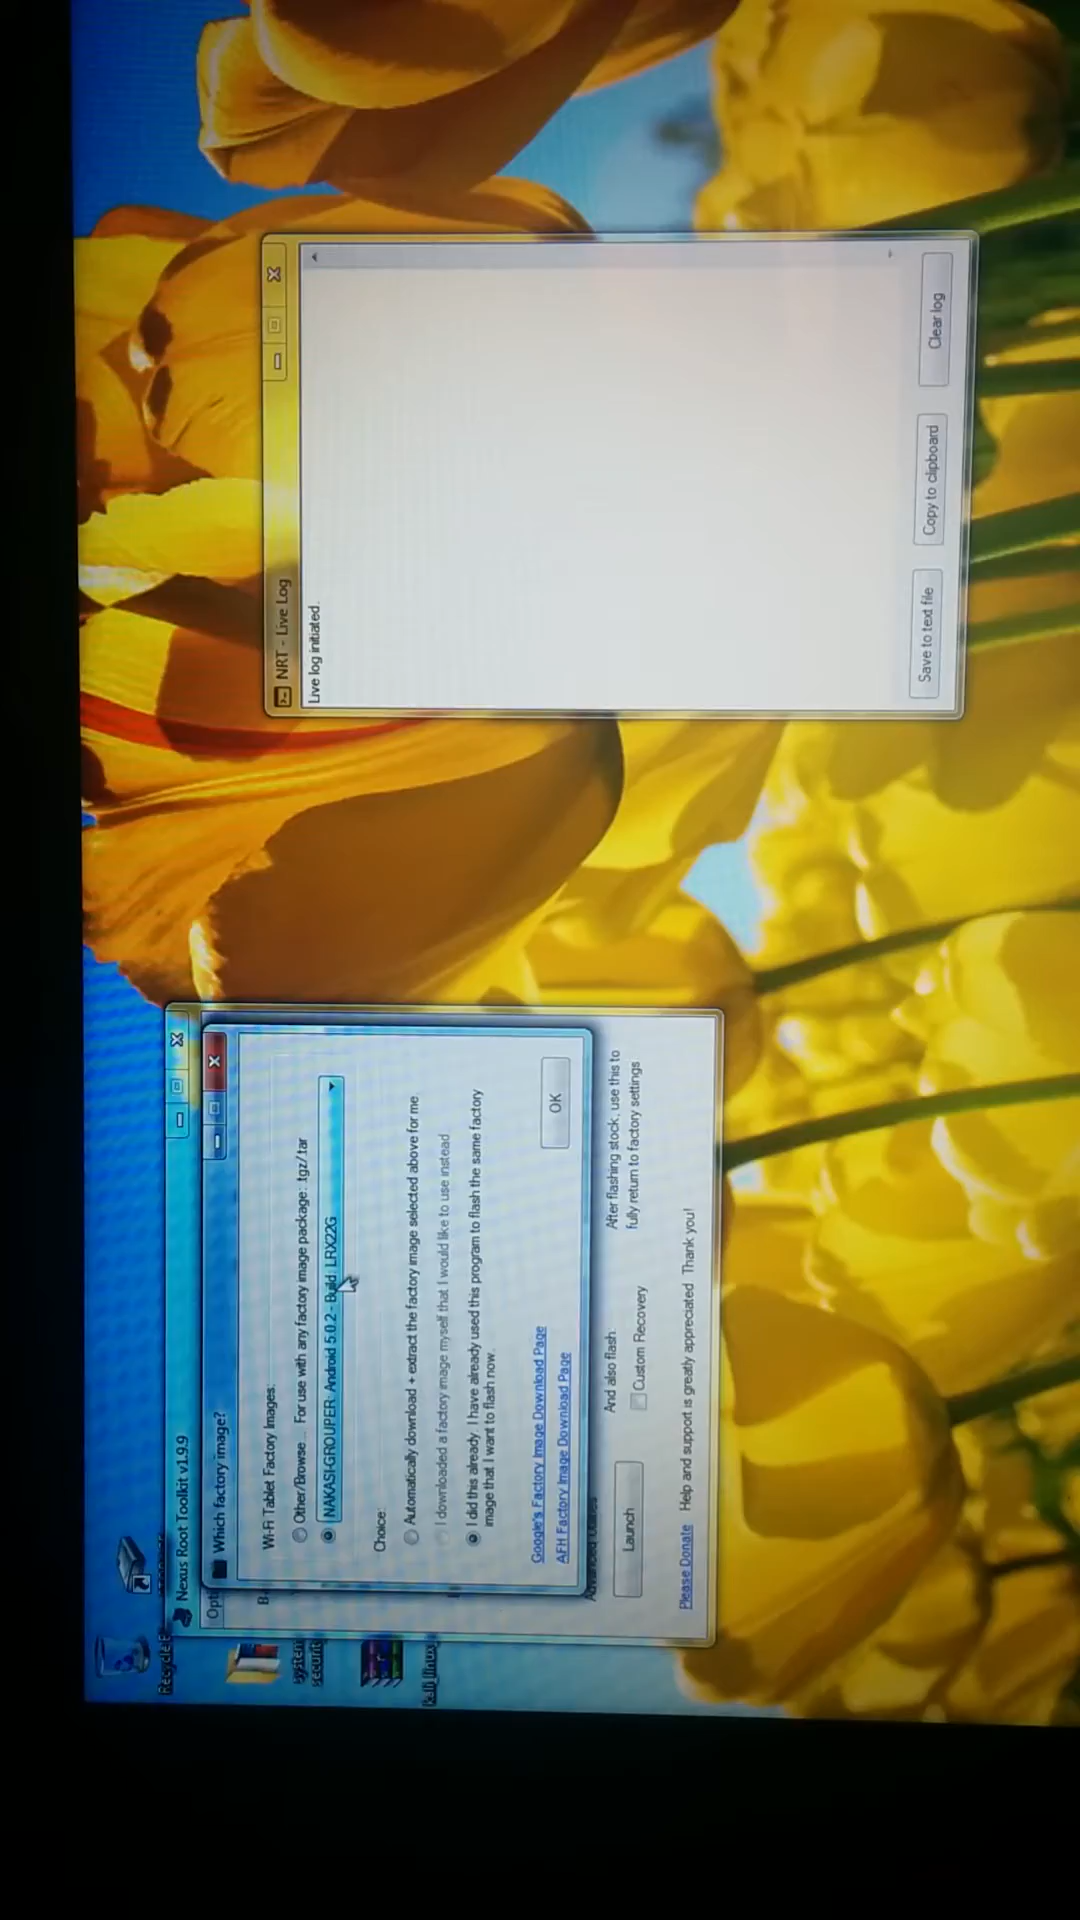 Recycle
system
securit
kali_linux
Nexus Root Toolkit v1.9.9
Opt
Which factory image?
Wi-Fi Tablet Factory Images:
Other/Browse... For use with any factory image package: .tgz/.tar
NAKASI-GROUPER: Android 5.0.2 - Build: LRX22G
Choice:
Automatically download + extract the factory image selected above for me.
I downloaded a factory image myself that I would like to use instead
I did this already. I have already used this program to flash the same factory
image that I want to flash now.
Google's Factory Image Download Page
AFH Factory Image Download Page
OK
Launch
And also flash:
Custom Recovery
After flashing stock, use this to
fully return to factory settings
Please Donate Help and support is greatly appreciated Thank you!
NRT - Live Log
Live log initiated.
Save to text file
Copy to clipboard
Clear log